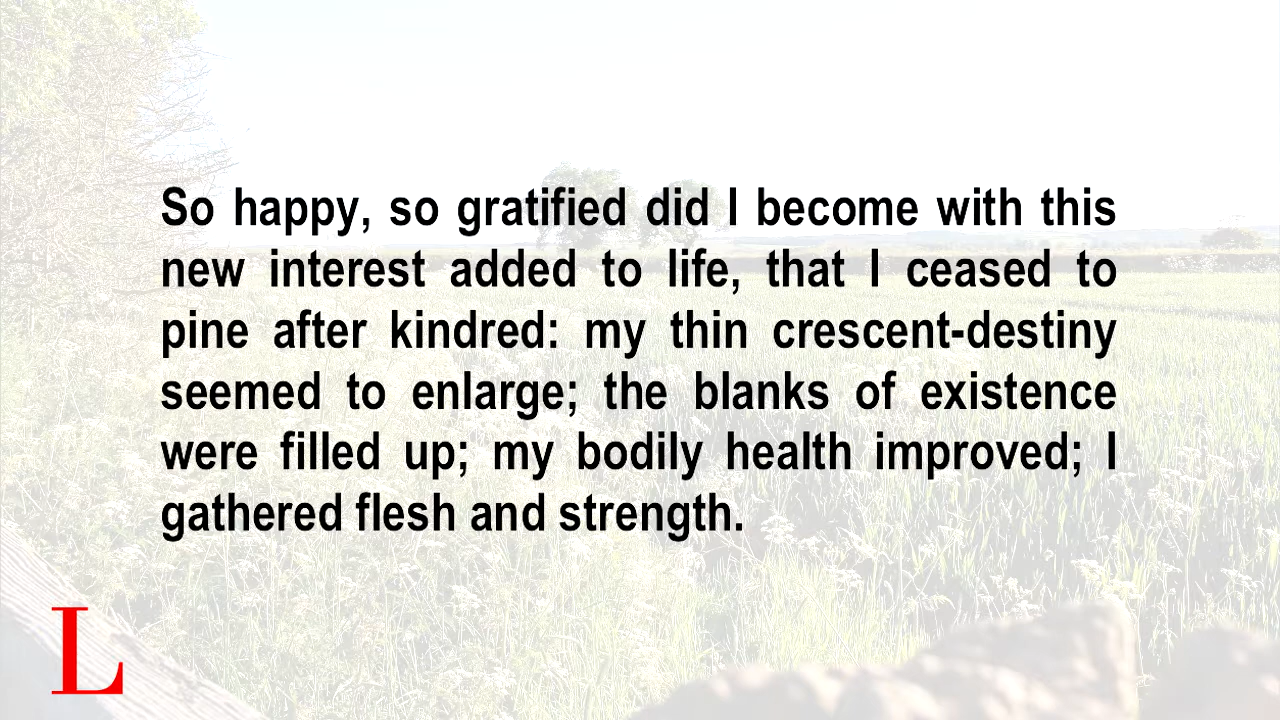 So happy, so gratified did I become with this
new interest added to life, that I ceased to
pine after kindred: my thin crescent-destiny
seemed to enlarge; the blanks of existence
were filled up; my bodily health improved; I
gathered flesh and strength.
L